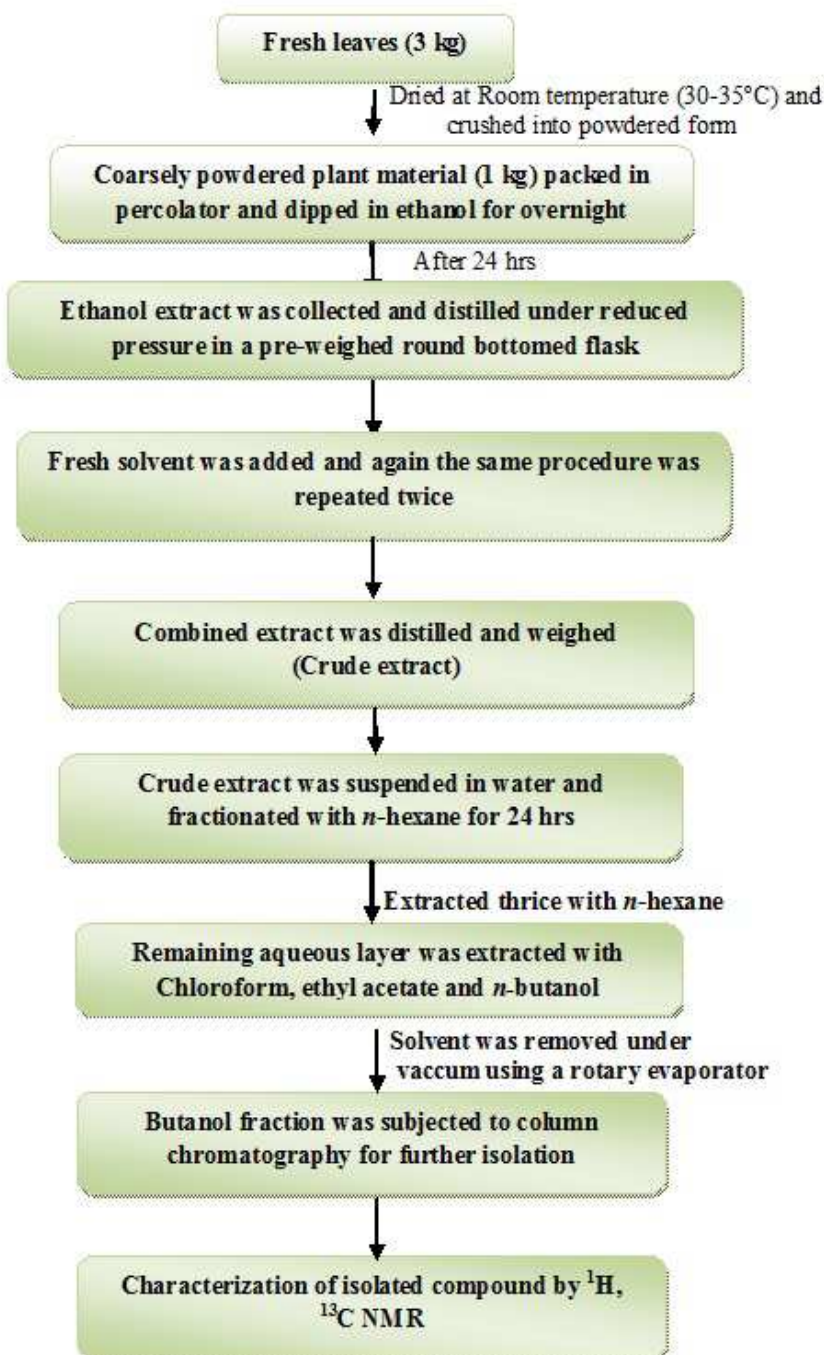 Fresh leaves (3 kg)
Dried at Room temperature (30-35°C) and
crushed into powdered form
Coarsely powdered plant material (1 kg) packed in
percolator and dipped in ethanol for overnight
After 24 hrs
Ethanol extract was collected and distilled under reduced
pressure in a pre-weighed round bottomed flask
Fresh solvent was added and again the same procedure was
repeated twice
Combined extract was distilled and weighed
(Crude extract)
Crude extract was suspended in water and
fractionated with n-hexane for 24 hrs
Extracted thrice with n-hexane
Remaining aqueous layer was extracted with
Chloroform, ethyl acetate and n-butanol
Solvent was removed under
vaccum using a rotary evaporator
Butanol fraction was subjected to column
chromatography for further isolation
Characterization of isolated compound by ¹H,
¹³C NMR